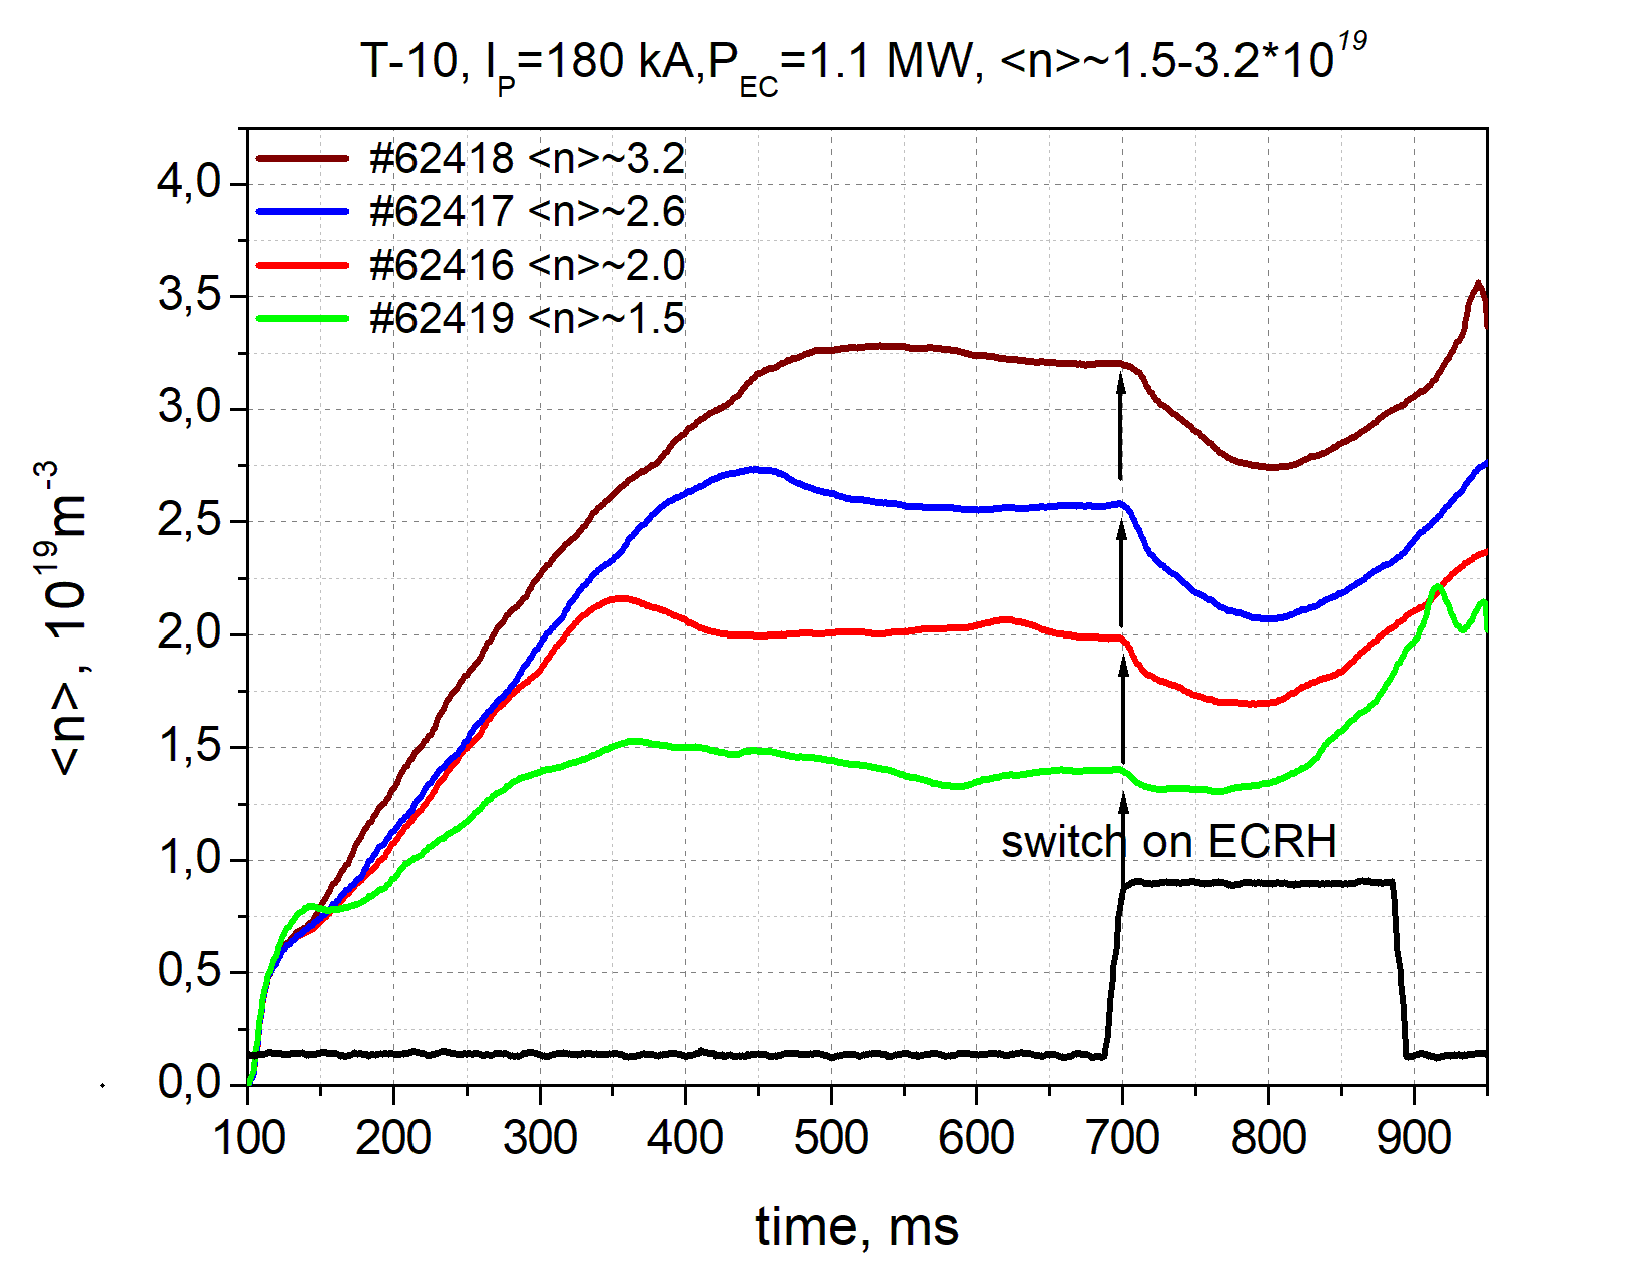 T-10, I_P=180 kA,P_EC=1.1 MW, <n>~1.5-3.2*10^19
#62418 <n>~3.2
#62417 <n>~2.6
#62416 <n>~2.0
#62419 <n>~1.5
4,0
3,5
3,0
2,5
2,0
1,5
1,0
0,5
0,0
<n>, 10^19m^-3
switch on ECRH
100 200 300 400 500 600 700 800 900
time, ms